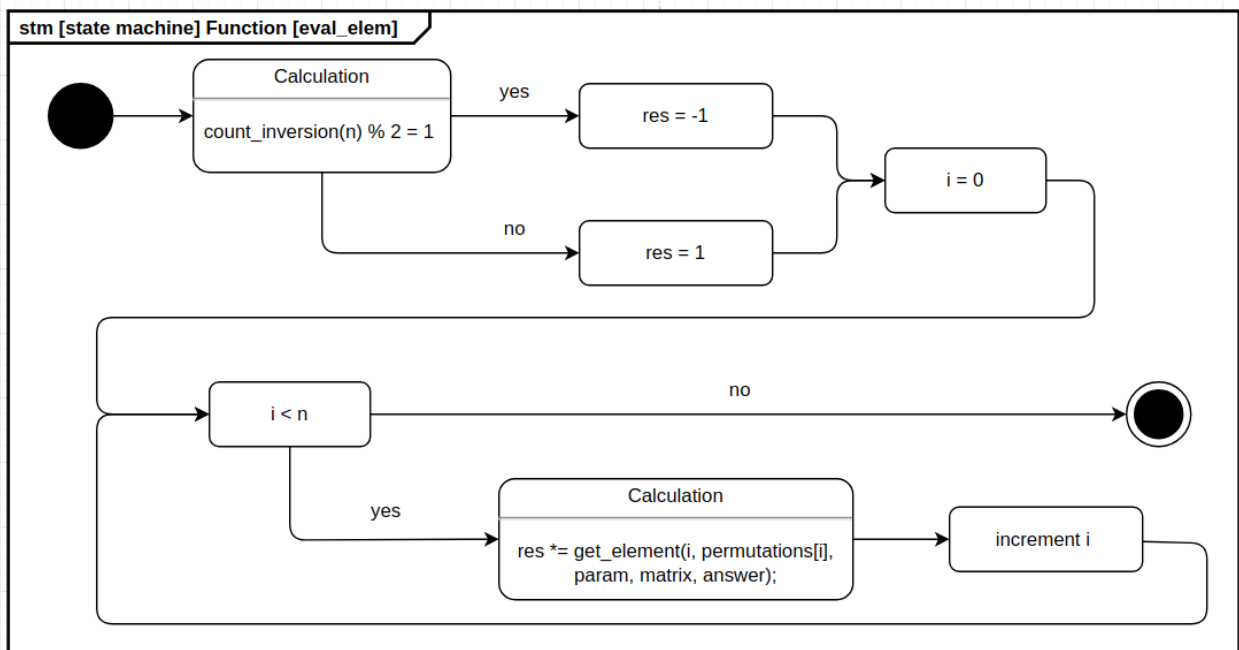 stm [state machine] Function [eval_elem]
Calculation
count_inversion(n) % 2 = 1
yes
res = -1
i = 0
no
res = 1
i < n
no
yes
Calculation
res *= get_element(i, permutations[i],
param, matrix, answer);
increment i